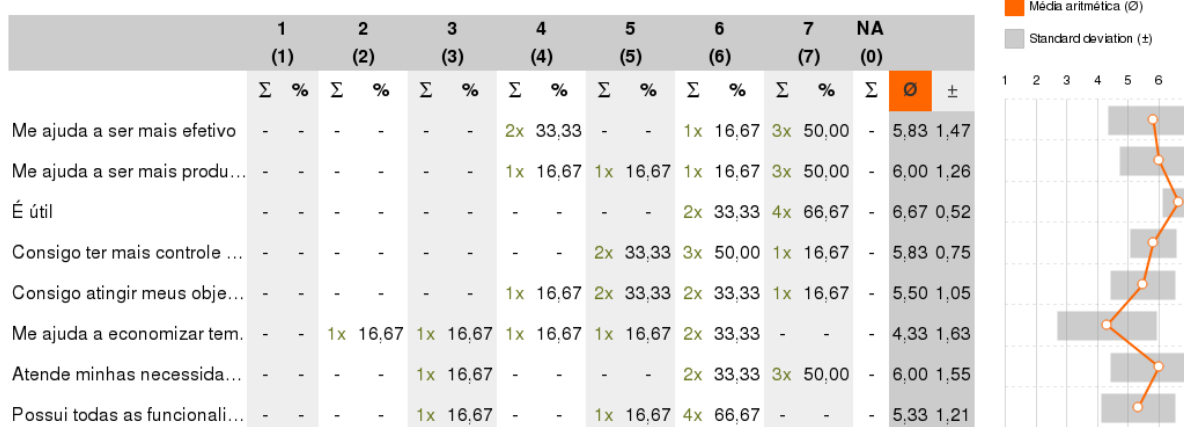 Média aritmética (Ø)
Standard deviation (±)
1 2 3 4 5 6 7 NA
(1) (2) (3) (4) (5) (6) (7) (0)
Σ % Σ % Σ % Σ % Σ % Σ % Σ % Σ Ø ± 1 2 3 4 5 6
Me ajuda a ser mais efetivo - - - - - - 2x 33,33 - - 1x 16,67 3x 50,00 - 5,83 1,47
Me ajuda a ser mais produ... - - - - - - 1x 16,67 1x 16,67 1x 16,67 3x 50,00 - 6,00 1,26
É útil - - - - - - - - - - 2x 33,33 4x 66,67 - 6,67 0,52
Consigo ter mais controle ... - - - - - - - - 2x 33,33 3x 50,00 1x 16,67 - 5,83 0,75
Consigo atingir meus obje... - - - - - - 1x 16,67 2x 33,33 2x 33,33 1x 16,67 - 5,50 1,05
Me ajuda a economizar tem. - - 1x 16,67 1x 16,67 1x 16,67 1x 16,67 2x 33,33 - - - 4,33 1,63
Atende minhas necessida... - - - - 1x 16,67 - - - - 2x 33,33 3x 50,00 - 6,00 1,55
Possui todas as funcionali... - - - - 1x 16,67 - - 1x 16,67 4x 66,67 - - - 5,33 1,21